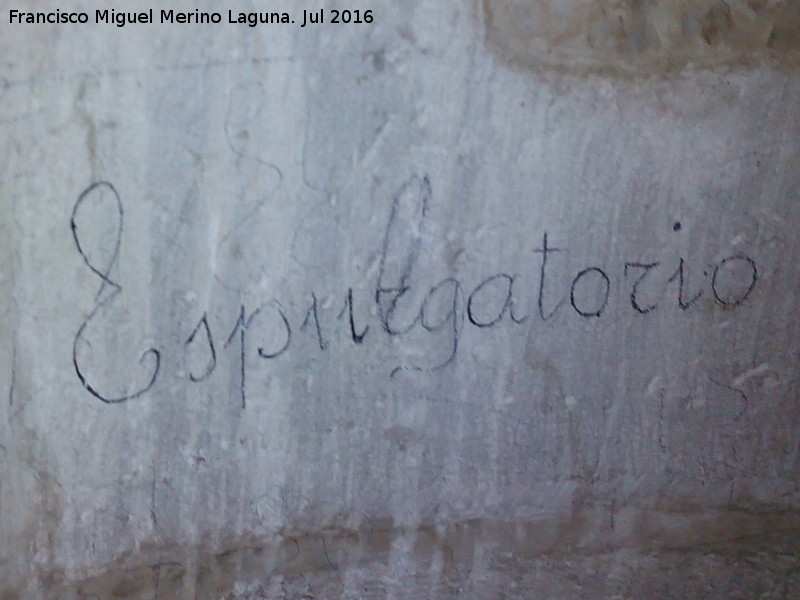 Francisco Miguel Merino Laguna. Jul 2016
Espurgatorio